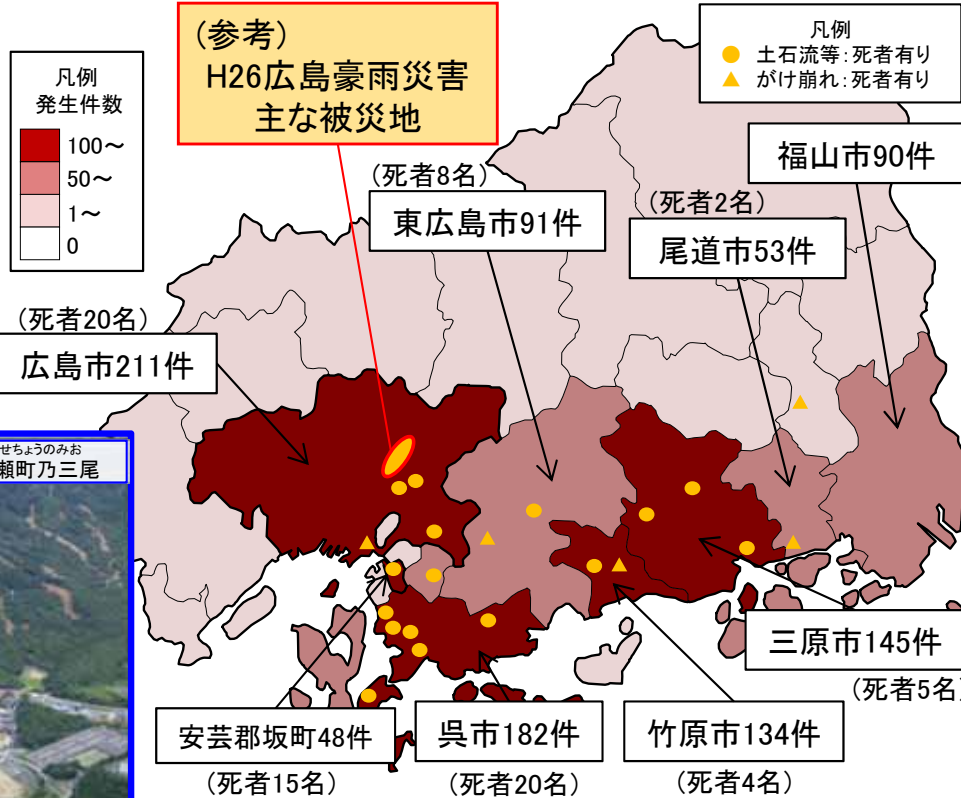 (参考)
H26広島豪雨災害
主な被災地
凡例
土石流等:死者有り
がけ崩れ:死者有り
凡例
発生件数
100～
50～
1～
0
福山市90件
(死者8名)
東広島市91件
(死者2名)
尾道市53件
(死者20名)
広島市211件
せちょうのみお
瀬町乃三尾
三原市145件
(死者5名)
安芸郡坂町48件
(死者15名)
呉市182件
(死者20名)
竹原市134件
(死者4名)